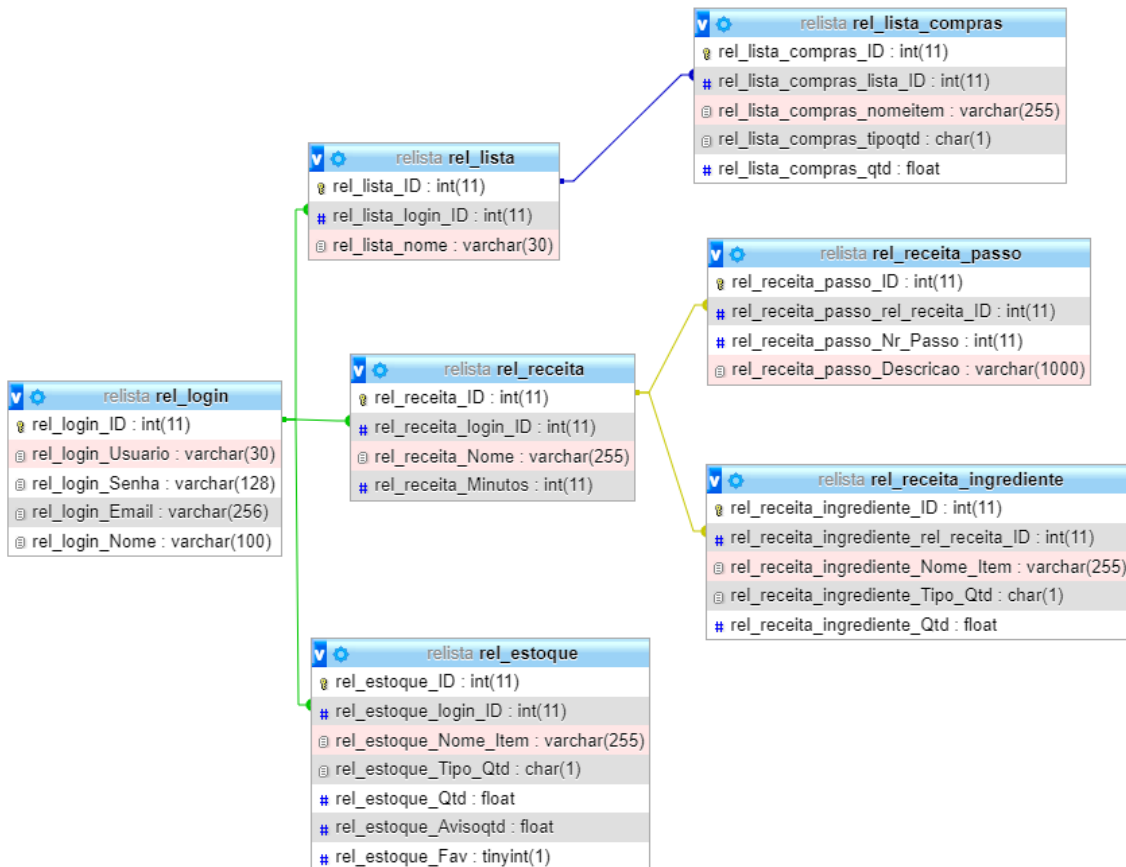 relista rel_lista_compras
rel_lista_compras_ID : int(11)
rel_lista_compras_lista_ID : int(11)
rel_lista_compras_nomeitem : varchar(255)
rel_lista_compras_tipoqtd : char(1)
rel_lista_compras_qtd : float
relista rel_lista
rel_lista_ID : int(11)
rel_lista_login_ID : int(11)
rel_lista_nome : varchar(30)
relista rel_receita_passo
rel_receita_passo_ID : int(11)
rel_receita_passo_rel_receita_ID : int(11)
rel_receita_passo_Nr_Passo : int(11)
rel_receita_passo_Descricao : varchar(1000)
relista rel_receita
rel_receita_ID : int(11)
rel_receita_login_ID : int(11)
rel_receita_Nome : varchar(255)
rel_receita_Minutos : int(11)
relista rel_login
rel_login_ID : int(11)
rel_login_Usuario : varchar(30)
rel_login_Senha : varchar(128)
rel_login_Email : varchar(256)
rel_login_Nome : varchar(100)
relista rel_receita_ingrediente
rel_receita_ingrediente_ID : int(11)
rel_receita_ingrediente_rel_receita_ID : int(11)
rel_receita_ingrediente_Nome_Item : varchar(255)
rel_receita_ingrediente_Tipo_Qtd : char(1)
rel_receita_ingrediente_Qtd : float
relista rel_estoque
rel_estoque_ID : int(11)
rel_estoque_login_ID : int(11)
rel_estoque_Nome_Item : varchar(255)
rel_estoque_Tipo_Qtd : char(1)
rel_estoque_Qtd : float
rel_estoque_Avisoqtd : float
rel_estoque_Fav : tinyint(1)